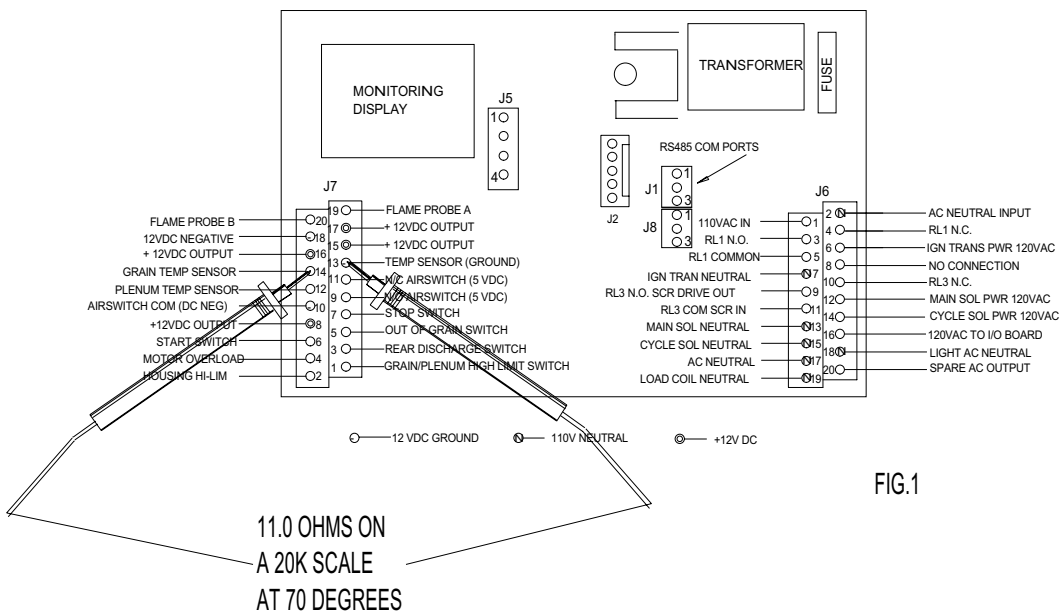 MONITORING
DISPLAY
TRANSFORMER
FUSE
J5
1
4
RS485 COM PORTS
J2
J1
1
3
J8
1
3
J7
FLAME PROBE B 20
12VDC NEGATIVE 18
+ 12VDC OUTPUT 16
GRAIN TEMP SENSOR 14
PLENUM TEMP SENSOR 12
AIRSWITCH COM (DC NEG) 10
+12VDC OUTPUT 8
START SWITCH 6
MOTOR OVERLOAD 4
HOUSING HI-LIM 2
19 FLAME PROBE A
17 + 12VDC OUTPUT
15 + 12VDC OUTPUT
13 TEMP SENSOR (GROUND)
11 N/C AIRSWITCH (5 VDC)
9 N/O AIRSWITCH (5 VDC)
7 STOP SWITCH
5 OUT OF GRAIN SWITCH
3 REAR DISCHARGE SWITCH
1 GRAIN/PLENUM HIGH LIMIT SWITCH
J6
110VAC IN 1
RL1 N.O. 3
RL1 COMMON 5
IGN TRAN NEUTRAL N 7
RL3 N.O. SCR DRIVE OUT 9
RL3 COM SCR IN 11
MAIN SOL NEUTRAL N 13
CYCLE SOL NEUTRAL N 15
AC NEUTRAL N 17
LOAD COIL NEUTRAL N 19
2 N AC NEUTRAL INPUT
4 RL1 N.C.
6 IGN TRANS PWR 120VAC
8 NO CONNECTION
10 RL3 N.C.
12 MAIN SOL PWR 120VAC
14 CYCLE SOL PWR 120VAC
16 120VAC TO I/O BOARD
18 N LIGHT AC NEUTRAL
20 SPARE AC OUTPUT
12 VDC GROUND
N 110V NEUTRAL
+12V DC
FIG.1
11.0 OHMS ON
A 20K SCALE
AT 70 DEGREES